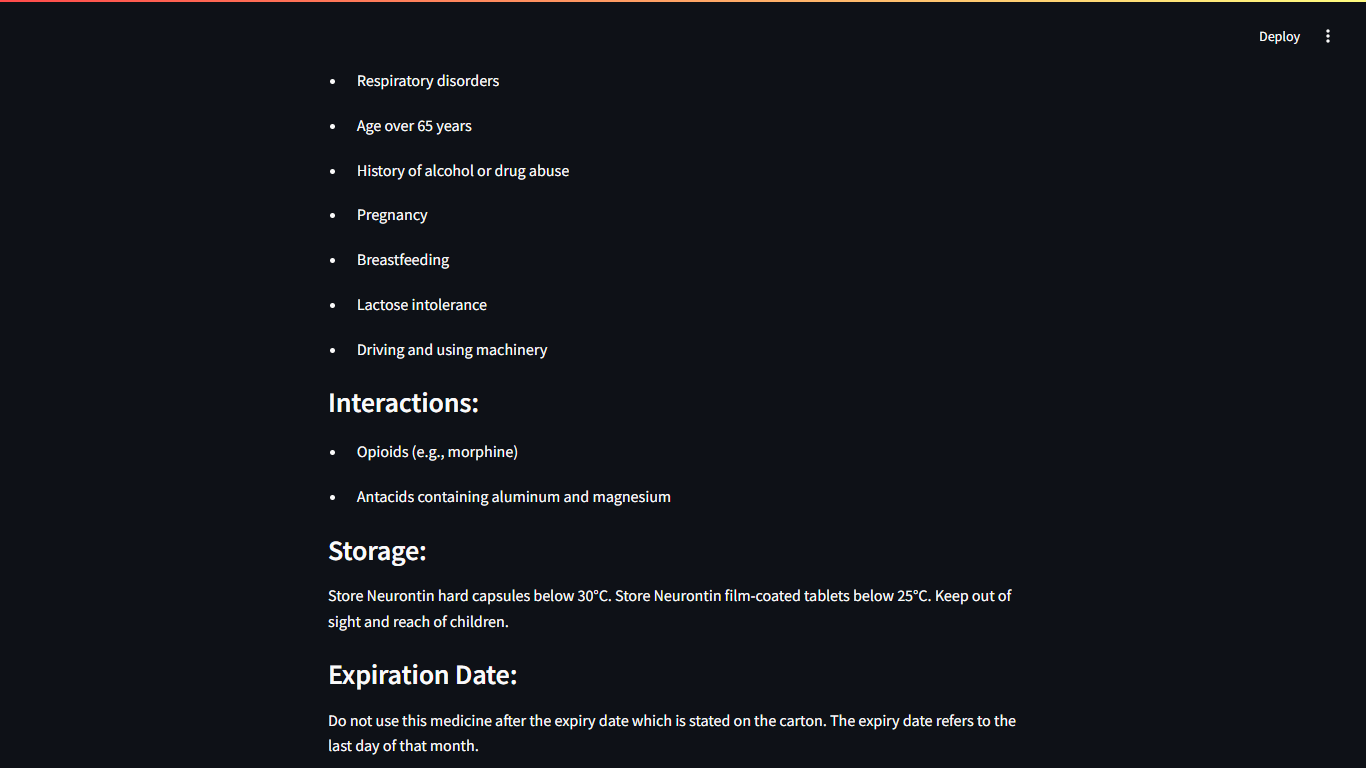 Deploy
• Respiratory disorders
• Age over 65 years
• History of alcohol or drug abuse
• Pregnancy
• Breastfeeding
• Lactose intolerance
• Driving and using machinery
Interactions:
• Opioids (e.g., morphine)
• Antacids containing aluminum and magnesium
Storage:
Store Neurontin hard capsules below 30°C. Store Neurontin film-coated tablets below 25°C. Keep out of
sight and reach of children.
Expiration Date:
Do not use this medicine after the expiry date which is stated on the carton. The expiry date refers to the
last day of that month.